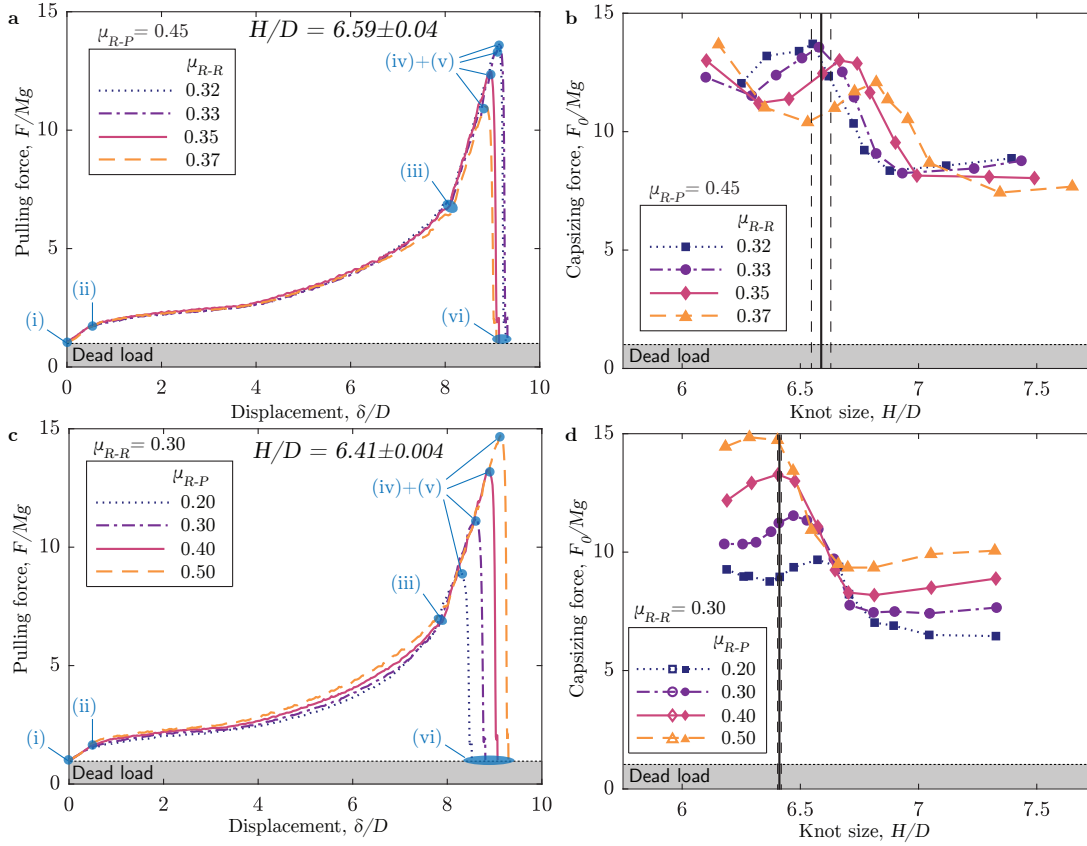 a
μR-P = 0.45
H/D = 6.59±0.04
μR-R
0.32
0.33
0.35
0.37
(i)
(ii)
(iii)
(iv)+(v)
(vi)
Dead load
Pulling force, F/Mg
0
5
10
15
0 2 4 6 8 10
Displacement, δ/D
b
μR-P = 0.45
μR-R
0.32
0.33
0.35
0.37
Dead load
Capsizing force, F0/Mg
0
5
10
15
6 6.5 7 7.5
Knot size, H/D
c
μR-R = 0.30
H/D = 6.41±0.004
μR-P
0.20
0.30
0.40
0.50
(i)
(ii)
(iii)
(iv)+(v)
(vi)
Dead load
Pulling force, F/Mg
0
5
10
15
0 2 4 6 8 10
Displacement, δ/D
d
μR-R = 0.30
μR-P
0.20
0.30
0.40
0.50
Dead load
Capsizing force, F0/Mg
0
5
10
15
6 6.5 7 7.5
Knot size, H/D